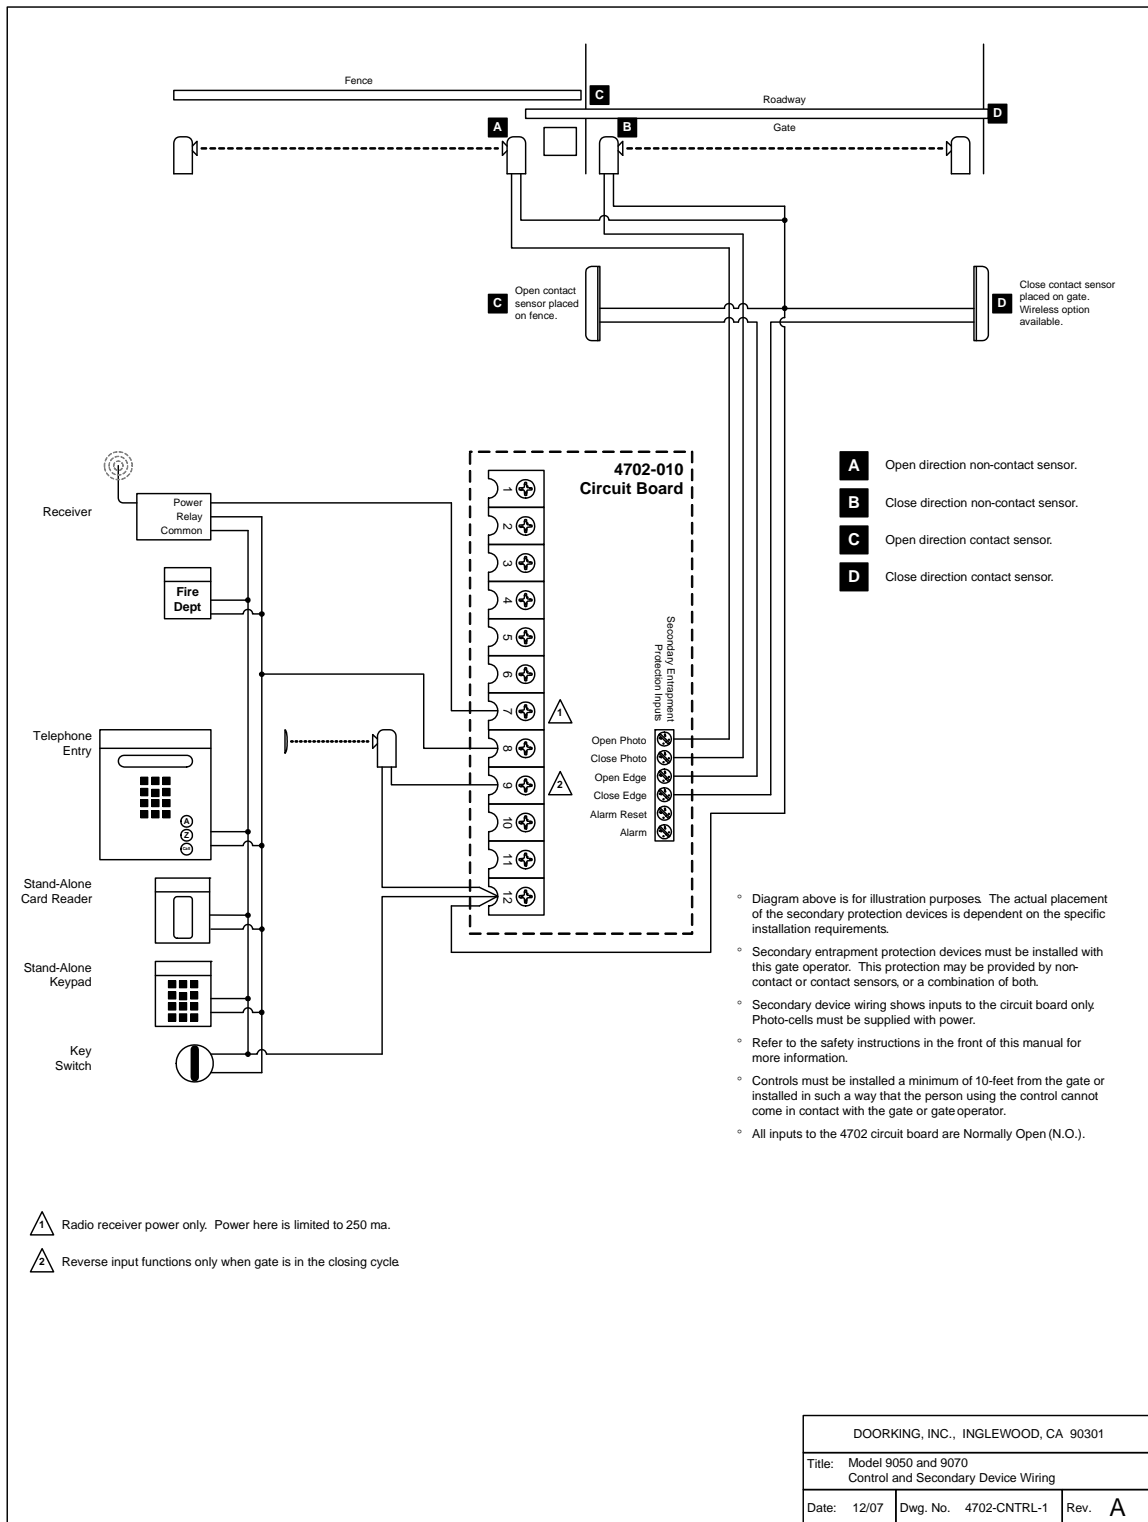 Fence
C
Roadway
D
A
B
Gate
C
Open contact
sensor placed
on fence.
D
Close contact sensor
placed on gate.
Wireless option
available.
4702-010
Circuit Board
A Open direction non-contact sensor.
B Close direction non-contact sensor.
C Open direction contact sensor.
D Close direction contact sensor.
Receiver
Power
Relay
Common
Fire
Dept
1
2
3
4
5
6
7
8
9
10
11
12
1
2
Secondary Entrapment
Protection Inputs
Open Photo
Close Photo
Open Edge
Close Edge
Alarm Reset
Alarm
Telephone
Entry
A
Z
Call
Stand-Alone
Card Reader
Stand-Alone
Keypad
Key
Switch
° Diagram above is for illustration purposes. The actual placement
of the secondary protection devices is dependent on the specific
installation requirements.
° Secondary entrapment protection devices must be installed with
this gate operator. This protection may be provided by non-
contact or contact sensors, or a combination of both.
° Secondary device wiring shows inputs to the circuit board only.
Photo-cells must be supplied with power.
° Refer to the safety instructions in the front of this manual for
more information.
° Controls must be installed a minimum of 10-feet from the gate or
installed in such a way that the person using the control cannot
come in contact with the gate or gate operator.
° All inputs to the 4702 circuit board are Normally Open (N.O.).
1 Radio receiver power only. Power here is limited to 250 ma.
2 Reverse input functions only when gate is in the closing cycle.
DOORKING, INC., INGLEWOOD, CA 90301
Title: Model 9050 and 9070
Control and Secondary Device Wiring
Date: 12/07 Dwg. No. 4702-CNTRL-1 Rev. A